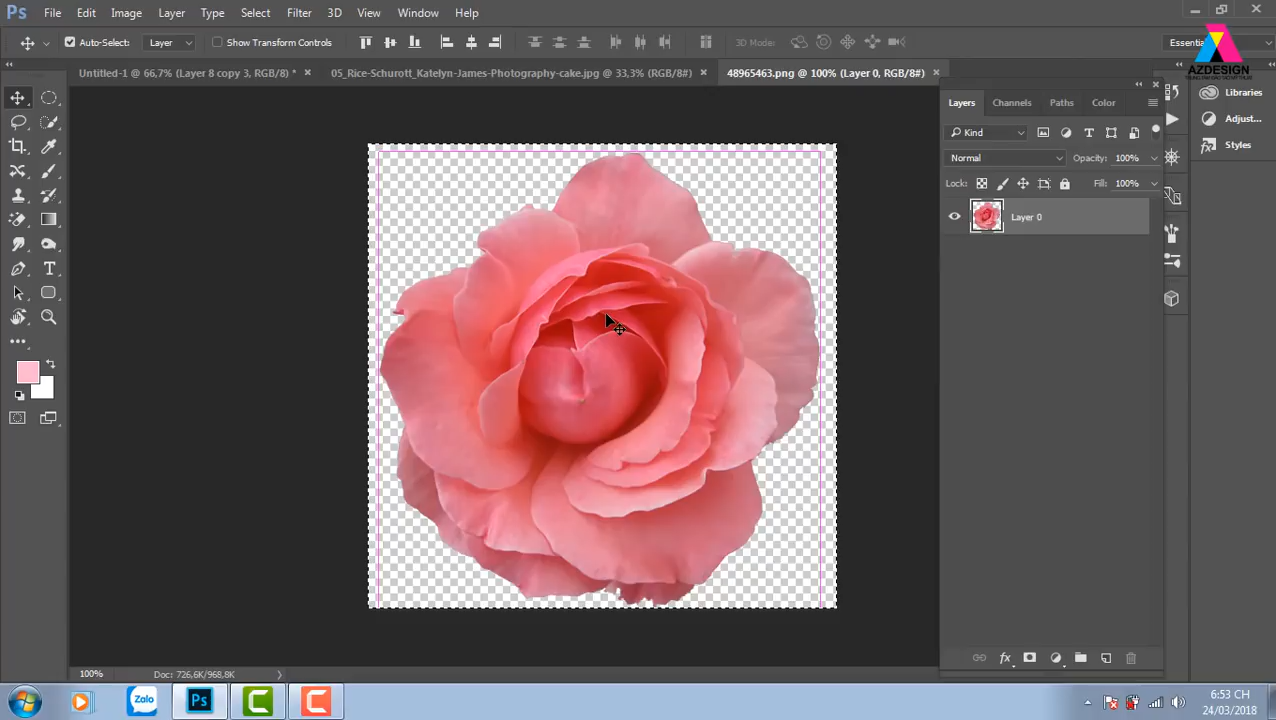 Ps File Edit Image Layer Type Select Filter 3D View Window Help
Auto-Select: Layer Show Transform Controls 3D Mode: Essentia
AZDESIGN
Untitled-1 @ 66,7% (Layer 8 copy 3, RGB/8) * × 05_Rice-Schurott_Katelyn-James-Photography-cake.jpg @ 33,3% (RGB/8#) × 48965463.png @ 100% (Layer 0, RGB/8#) ×
Layers Channels Paths Color
Libraries
Adjust...
Styles
Kind
Normal Opacity: 100%
Lock: Fill: 100%
Layer 0
T
fx
100% Doc: 726,6K/968,8K
Zalo Ps C C
6:53 CH
24/03/2018